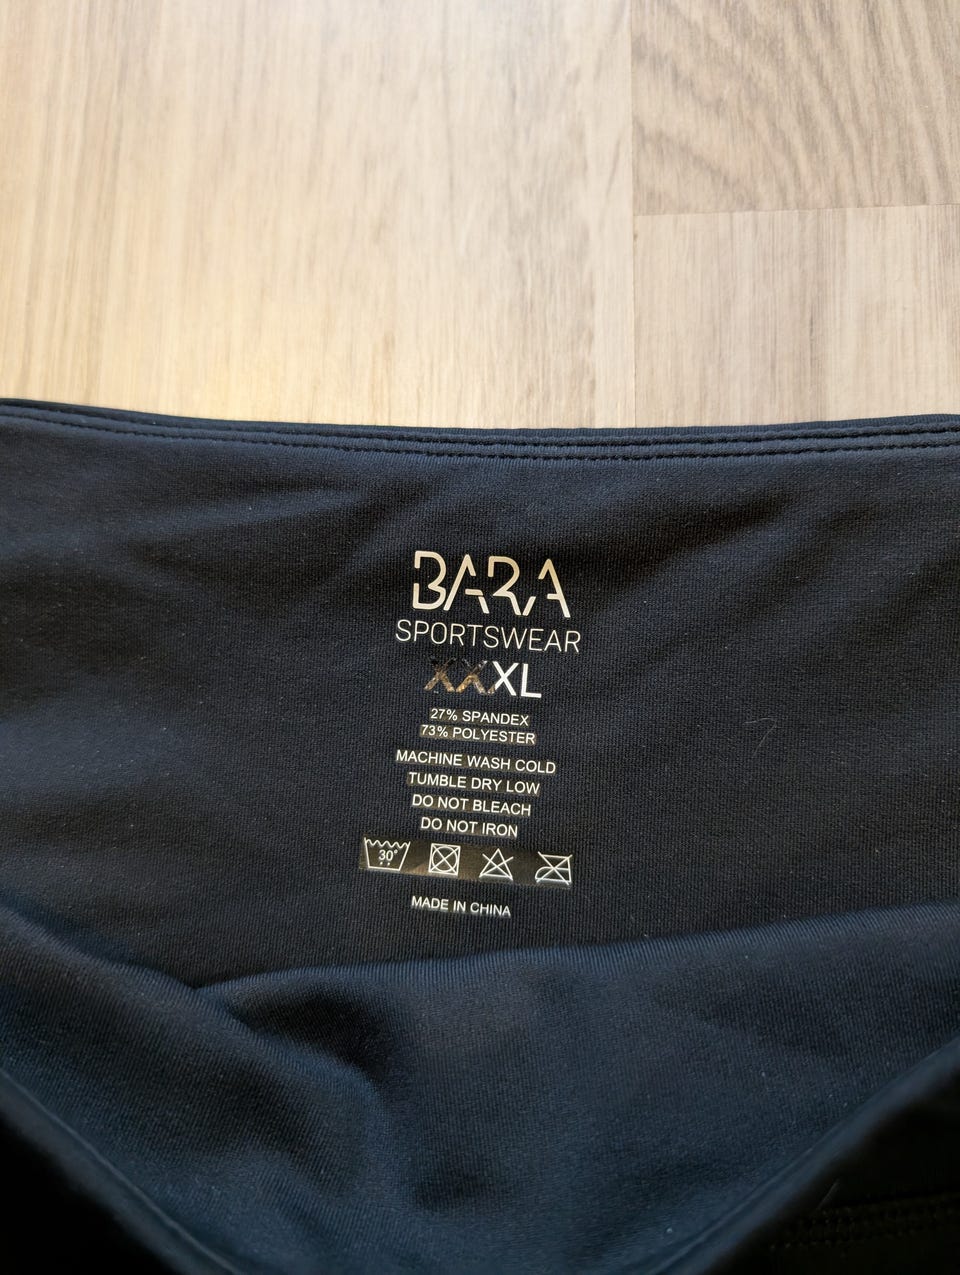 BARA
SPORTSWEAR
XXXL
27% SPANDEX
73% POLYESTER
MACHINE WASH COLD
TUMBLE DRY LOW
DO NOT BLEACH
DO NOT IRON
30°
MADE IN CHINA